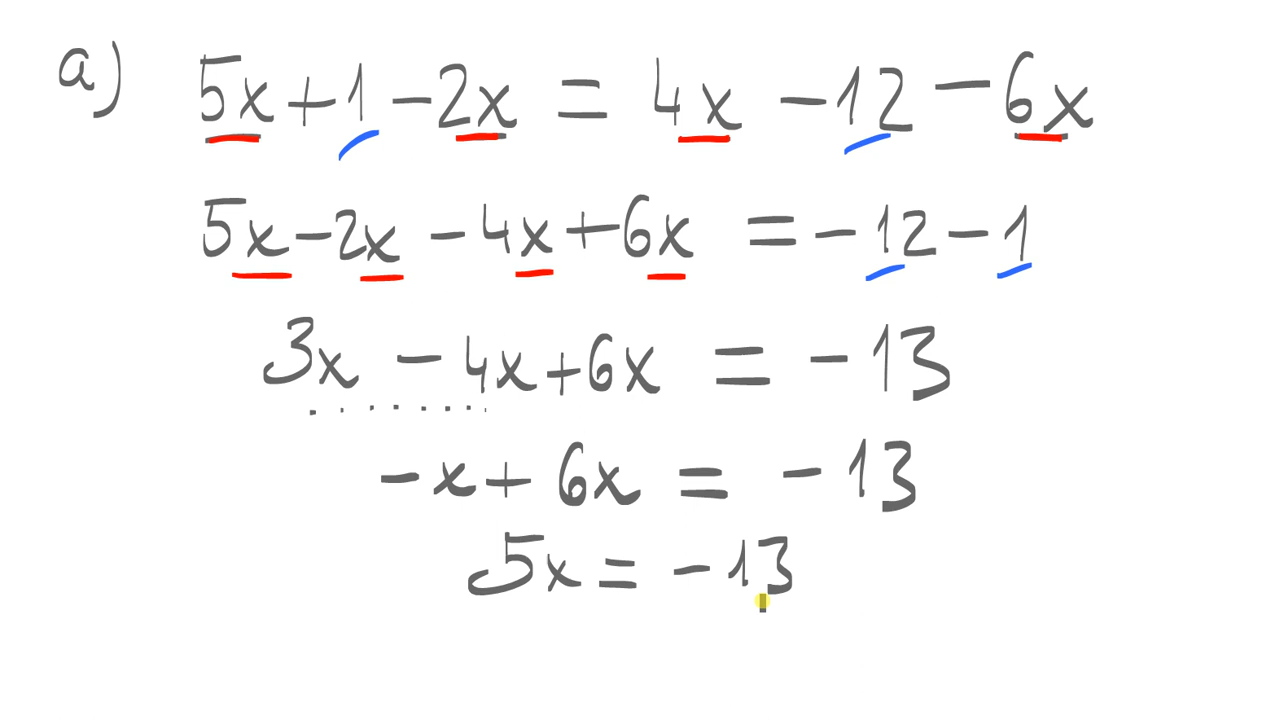 a) 5x + 1 - 2x = 4x - 12 - 6x
5x - 2x - 4x + 6x = - 12 - 1
3x - 4x + 6x = - 13
- x + 6x = - 13
5x = - 13